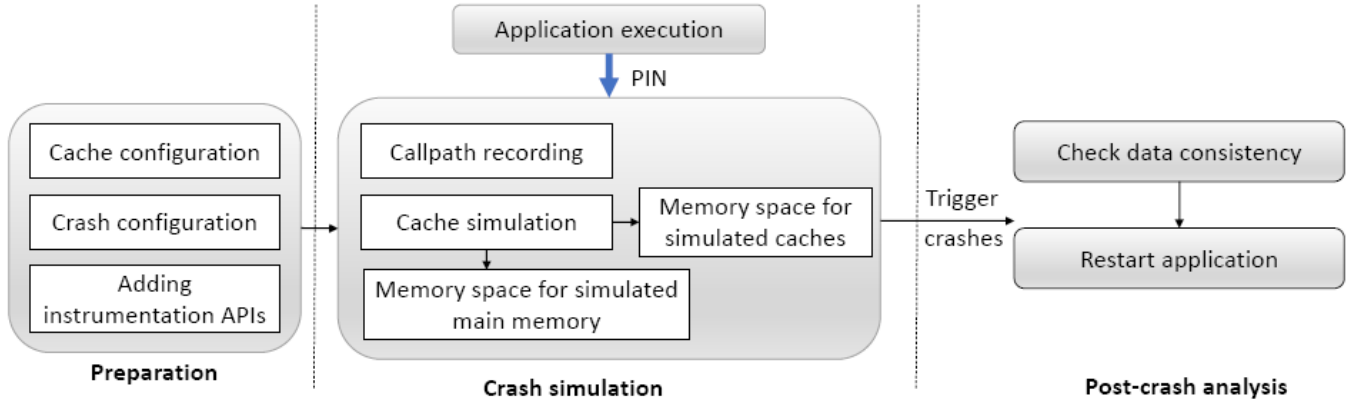 Application execution
PIN
Cache configuration
Crash configuration
Adding
instrumentation APIs
Preparation
Callpath recording
Cache simulation
Memory space for
simulated caches
Memory space for simulated
main memory
Crash simulation
Trigger
crashes
Check data consistency
Restart application
Post-crash analysis